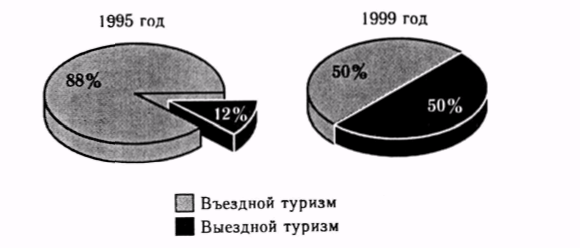 1995 год
1999 год
88%
12%
50%
50%
Въездной туризм
Выездной туризм